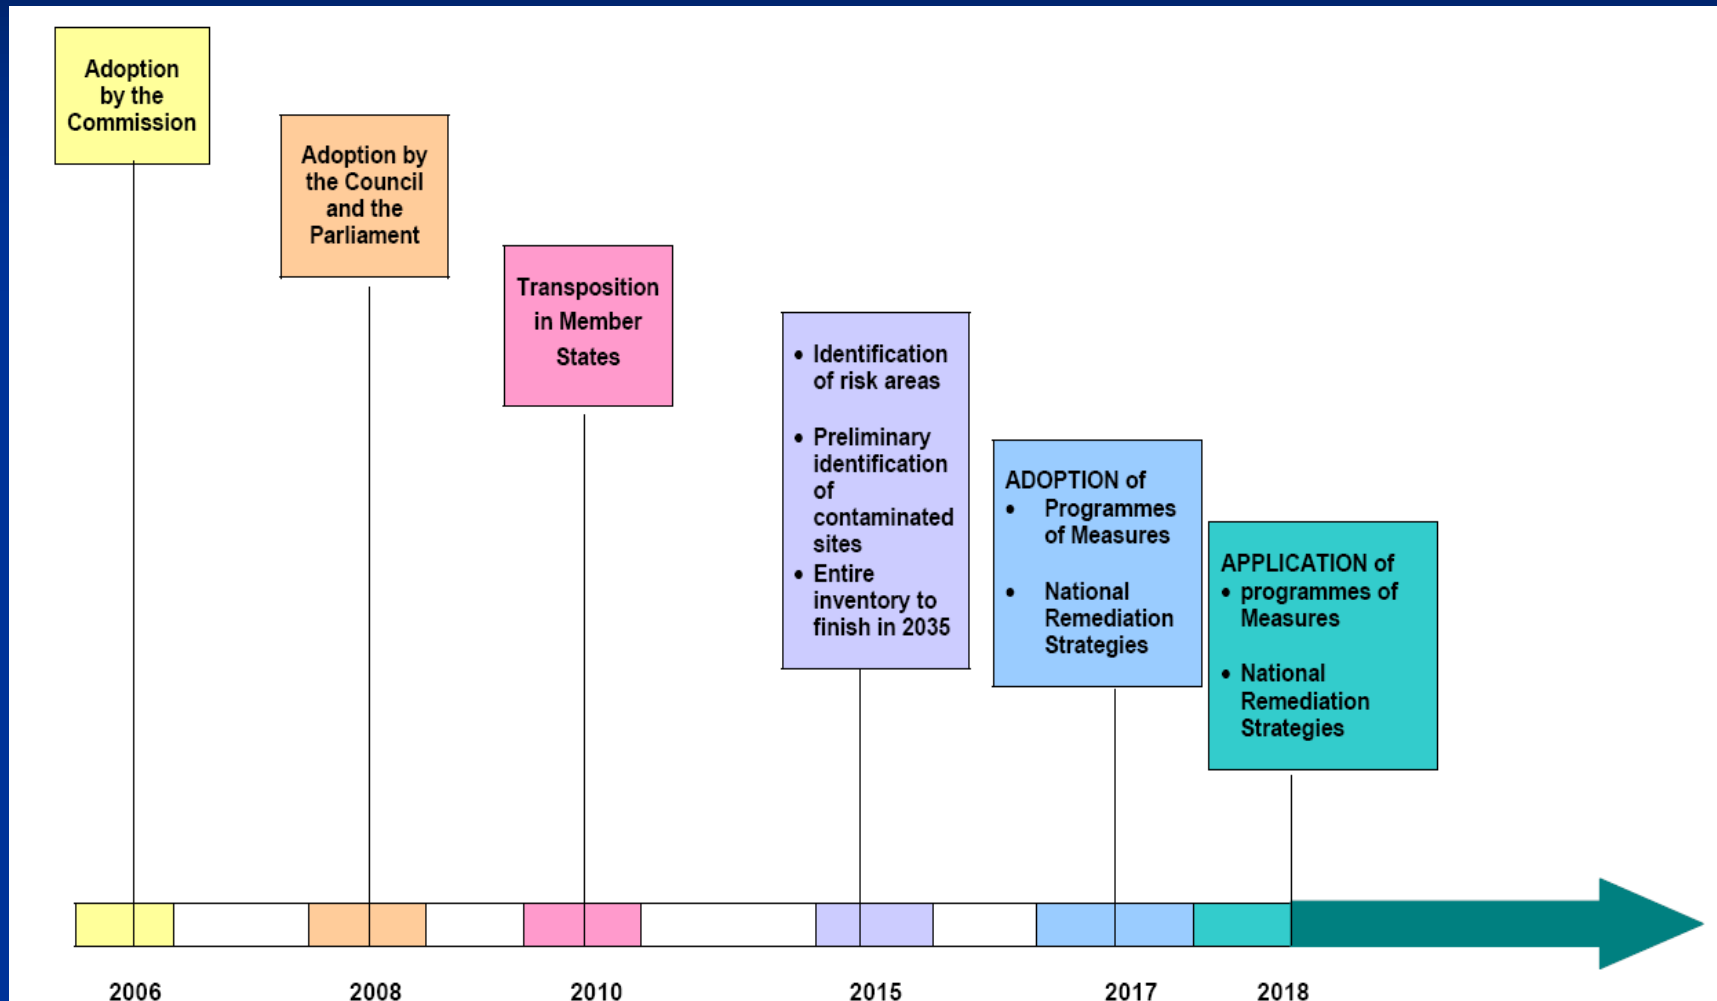 Adoption
by the
Commission
Adoption by
the Council
and the
Parliament
Transposition
in Member
States
• Identification
of risk areas
• Preliminary
identification
of
contaminated
sites
• Entire
inventory to
finish in 2035
ADOPTION of
• Programmes
of Measures
• National
Remediation
Strategies
APPLICATION of
• programmes of
Measures
• National
Remediation
Strategies
2006 2008 2010 2015 2017 2018